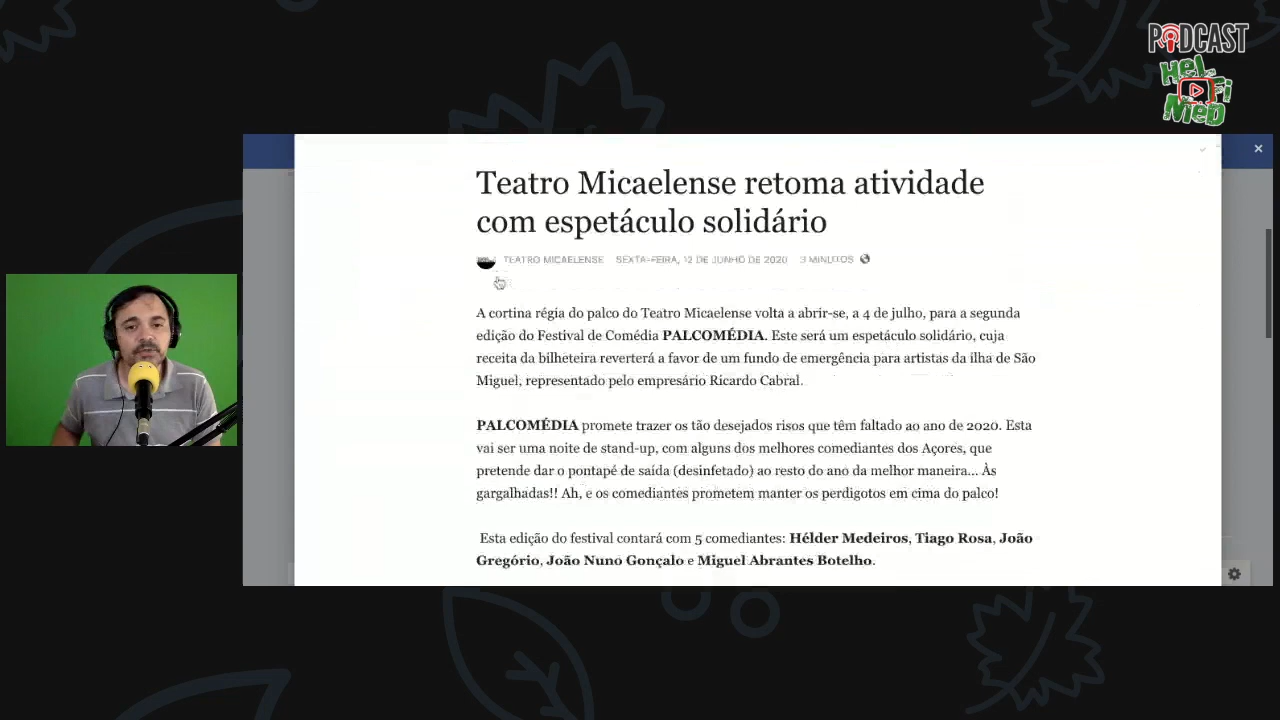 PODCAST
HeL
Fi
MeD
Teatro Micaelense retoma atividade
com espetáculo solidário
TEATRO MICAELENSE SEXTA-FEIRA, 12 DE JUNHO DE 2020 3 MINUTOS
A cortina régia do palco do Teatro Micaelense volta a abrir-se, a 4 de julho, para a segunda
edição do Festival de Comédia PALCOMÉDIA. Este será um espetáculo solidário, cuja
receita da bilheteira reverterá a favor de um fundo de emergência para artistas da ilha de São
Miguel, representado pelo empresário Ricardo Cabral.
PALCOMÉDIA promete trazer os tão desejados risos que têm faltado ao ano de 2020. Esta
vai ser uma noite de stand-up, com alguns dos melhores comediantes dos Açores, que
pretende dar o pontapé de saída (desinfetado) ao resto do ano da melhor maneira... Às
gargalhadas!! Ah, e os comediantes prometem manter os perdigotos em cima do palco!
Esta edição do festival contará com 5 comediantes: Hélder Medeiros, Tiago Rosa, João
Gregório, João Nuno Gonçalo e Miguel Abrantes Botelho.